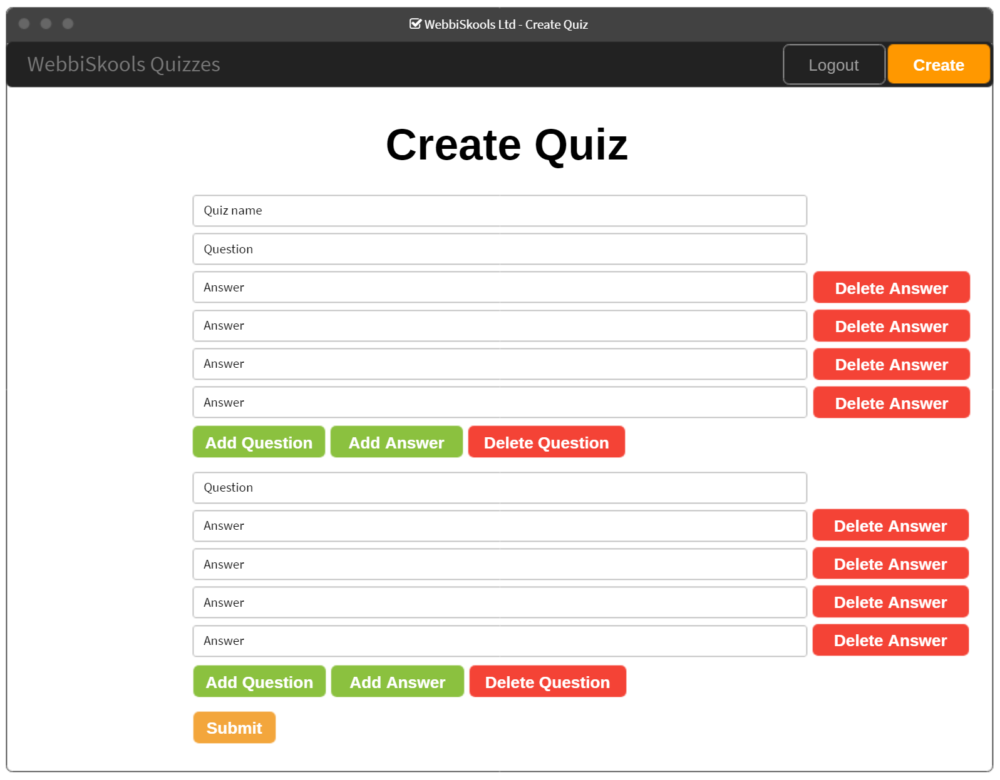 WebbiSkools Ltd - Create Quiz
WebbiSkools Quizzes
Logout
Create
Create Quiz
Quiz name
Question
Answer
Delete Answer
Answer
Delete Answer
Answer
Delete Answer
Answer
Delete Answer
Add Question
Add Answer
Delete Question
Question
Answer
Delete Answer
Answer
Delete Answer
Answer
Delete Answer
Answer
Delete Answer
Add Question
Add Answer
Delete Question
Submit